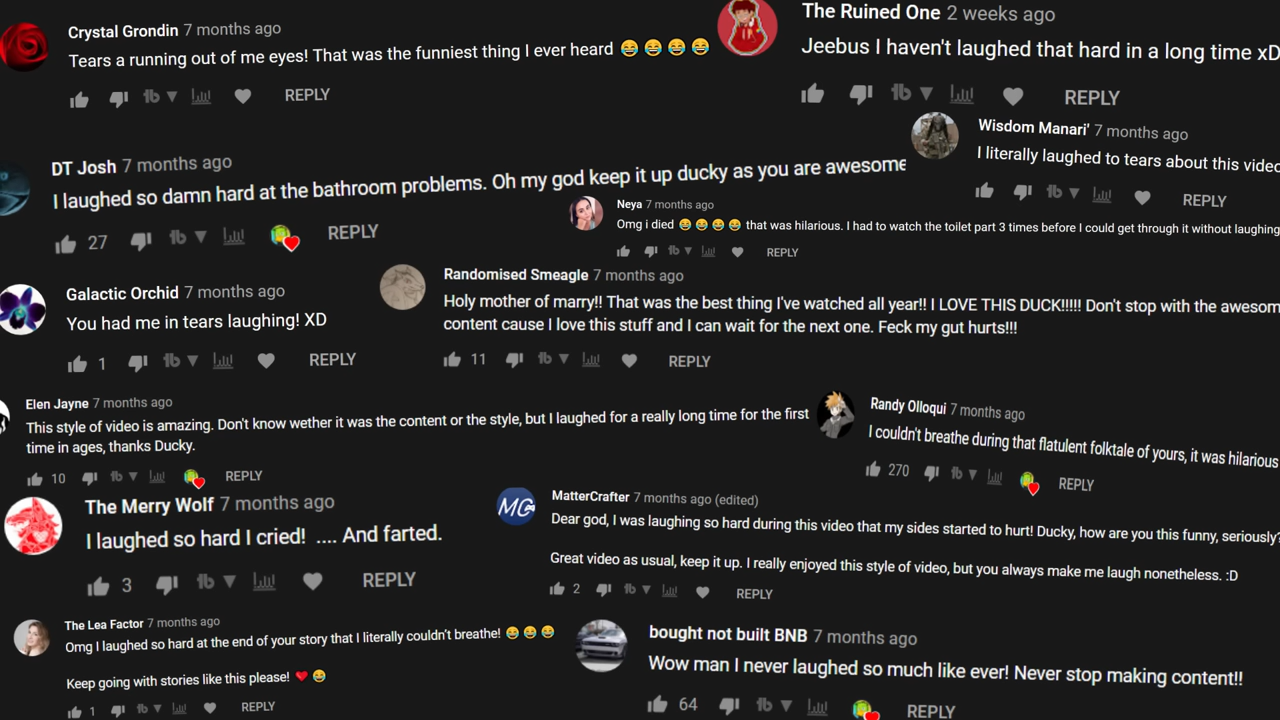 Crystal Grondin 7 months ago
Tears a running out of me eyes! That was the funniest thing I ever heard 😂 😂 😂 😂
tb
REPLY
The Ruined One 2 weeks ago
Jeebus I haven't laughed that hard in a long time xD
tb
REPLY
DT Josh 7 months ago
I laughed so damn hard at the bathroom problems. Oh my god keep it up ducky as you are awesome
27 tb
REPLY
Wisdom Manari' 7 months ago
I literally laughed to tears about this video
tb
REPLY
Neya 7 months ago
Omg i died 😂 😂 😂 😂 that was hilarious. I had to watch the toilet part 3 times before I could get through it without laughing
tb
REPLY
Galactic Orchid 7 months ago
You had me in tears laughing! XD
1 tb
REPLY
Randomised Smeagle 7 months ago
Holy mother of marry!! That was the best thing I've watched all year!! I LOVE THIS DUCK!!!!! Don't stop with the awesom
content cause I love this stuff and I can wait for the next one. Feck my gut hurts!!!
11 tb
REPLY
Elen Jayne 7 months ago
This style of video is amazing. Don't know wether it was the content or the style, but I laughed for a really long time for the first
time in ages, thanks Ducky.
10 tb
REPLY
Randy Olloqui 7 months ago
I couldn't breathe during that flatulent folktale of yours, it was hilarious
270 tb
REPLY
The Merry Wolf 7 months ago
I laughed so hard I cried! .... And farted.
3 tb
REPLY
MG
MatterCrafter 7 months ago (edited)
Dear god, I was laughing so hard during this video that my sides started to hurt! Ducky, how are you this funny, seriously?
Great video as usual, keep it up. I really enjoyed this style of video, but you always make me laugh nonetheless. :D
2 tb
REPLY
The Lea Factor 7 months ago
Omg I laughed so hard at the end of your story that I literally couldn't breathe! 😂 😂 😂
Keep going with stories like this please! ❤️ 😂
1 tb
REPLY
bought not built BNB 7 months ago
Wow man I never laughed so much like ever! Never stop making content!!
64 tb
REPLY